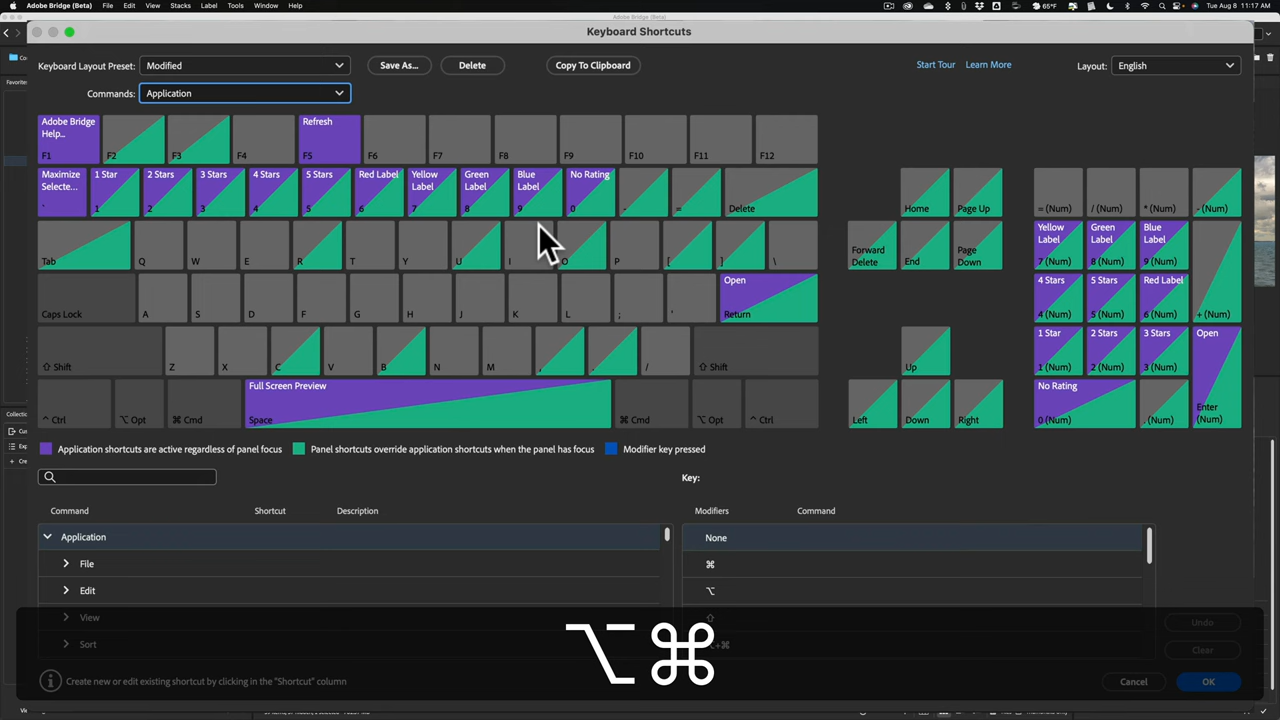 Adobe Bridge (Beta) File Edit View Stacks Label Tools Window Help 65°F Tue Aug 8 11:17 AM
Adobe Bridge (Beta)
Keyboard Shortcuts
Keyboard Layout Preset: Modified Save As... Delete Copy To Clipboard Start Tour Learn More Layout: English
Commands: Application
Favorites
Adobe Bridge Help... F1 F2 F3 F4 Refresh F5 F6 F7 F8 F9 F10 F11 F12
Maximize Selecte... ` 1 Star 1 2 Stars 2 3 Stars 3 4 Stars 4 5 Stars 5 Red Label 6 Yellow Label 7 Green Label 8 Blue Label 9 No Rating 0 - = Delete Home Page Up = (Num) / (Num) * (Num) - (Num)
Tab Q W E R T Y U I O P [ ] \ Forward Delete End Page Down Yellow Label 7 (Num) Green Label 8 (Num) Blue Label 9 (Num) + (Num)
Caps Lock A S D F G H J K L ; ' Open Return 4 Stars 4 (Num) 5 Stars 5 (Num) Red Label 6 (Num)
⇧ Shift Z X C V B N M , . / ⇧ Shift Up 1 Star 1 (Num) 2 Stars 2 (Num) 3 Stars 3 (Num) Open Enter (Num)
^ Ctrl ⌥ Opt ⌘ Cmd Full Screen Preview Space ⌘ Cmd ⌥ Opt ^ Ctrl Left Down Right No Rating 0 (Num) . (Num)
Application shortcuts are active regardless of panel focus Panel shortcuts override application shortcuts when the panel has focus Modifier key pressed
Key:
Command Shortcut Description Modifiers Command
Application None
File ⌘
Edit ⌥
View ⇧ Undo
Sort +⌘ Clear
⌥⌘
Create new or edit existing shortcut by clicking in the "Shortcut" column Cancel OK